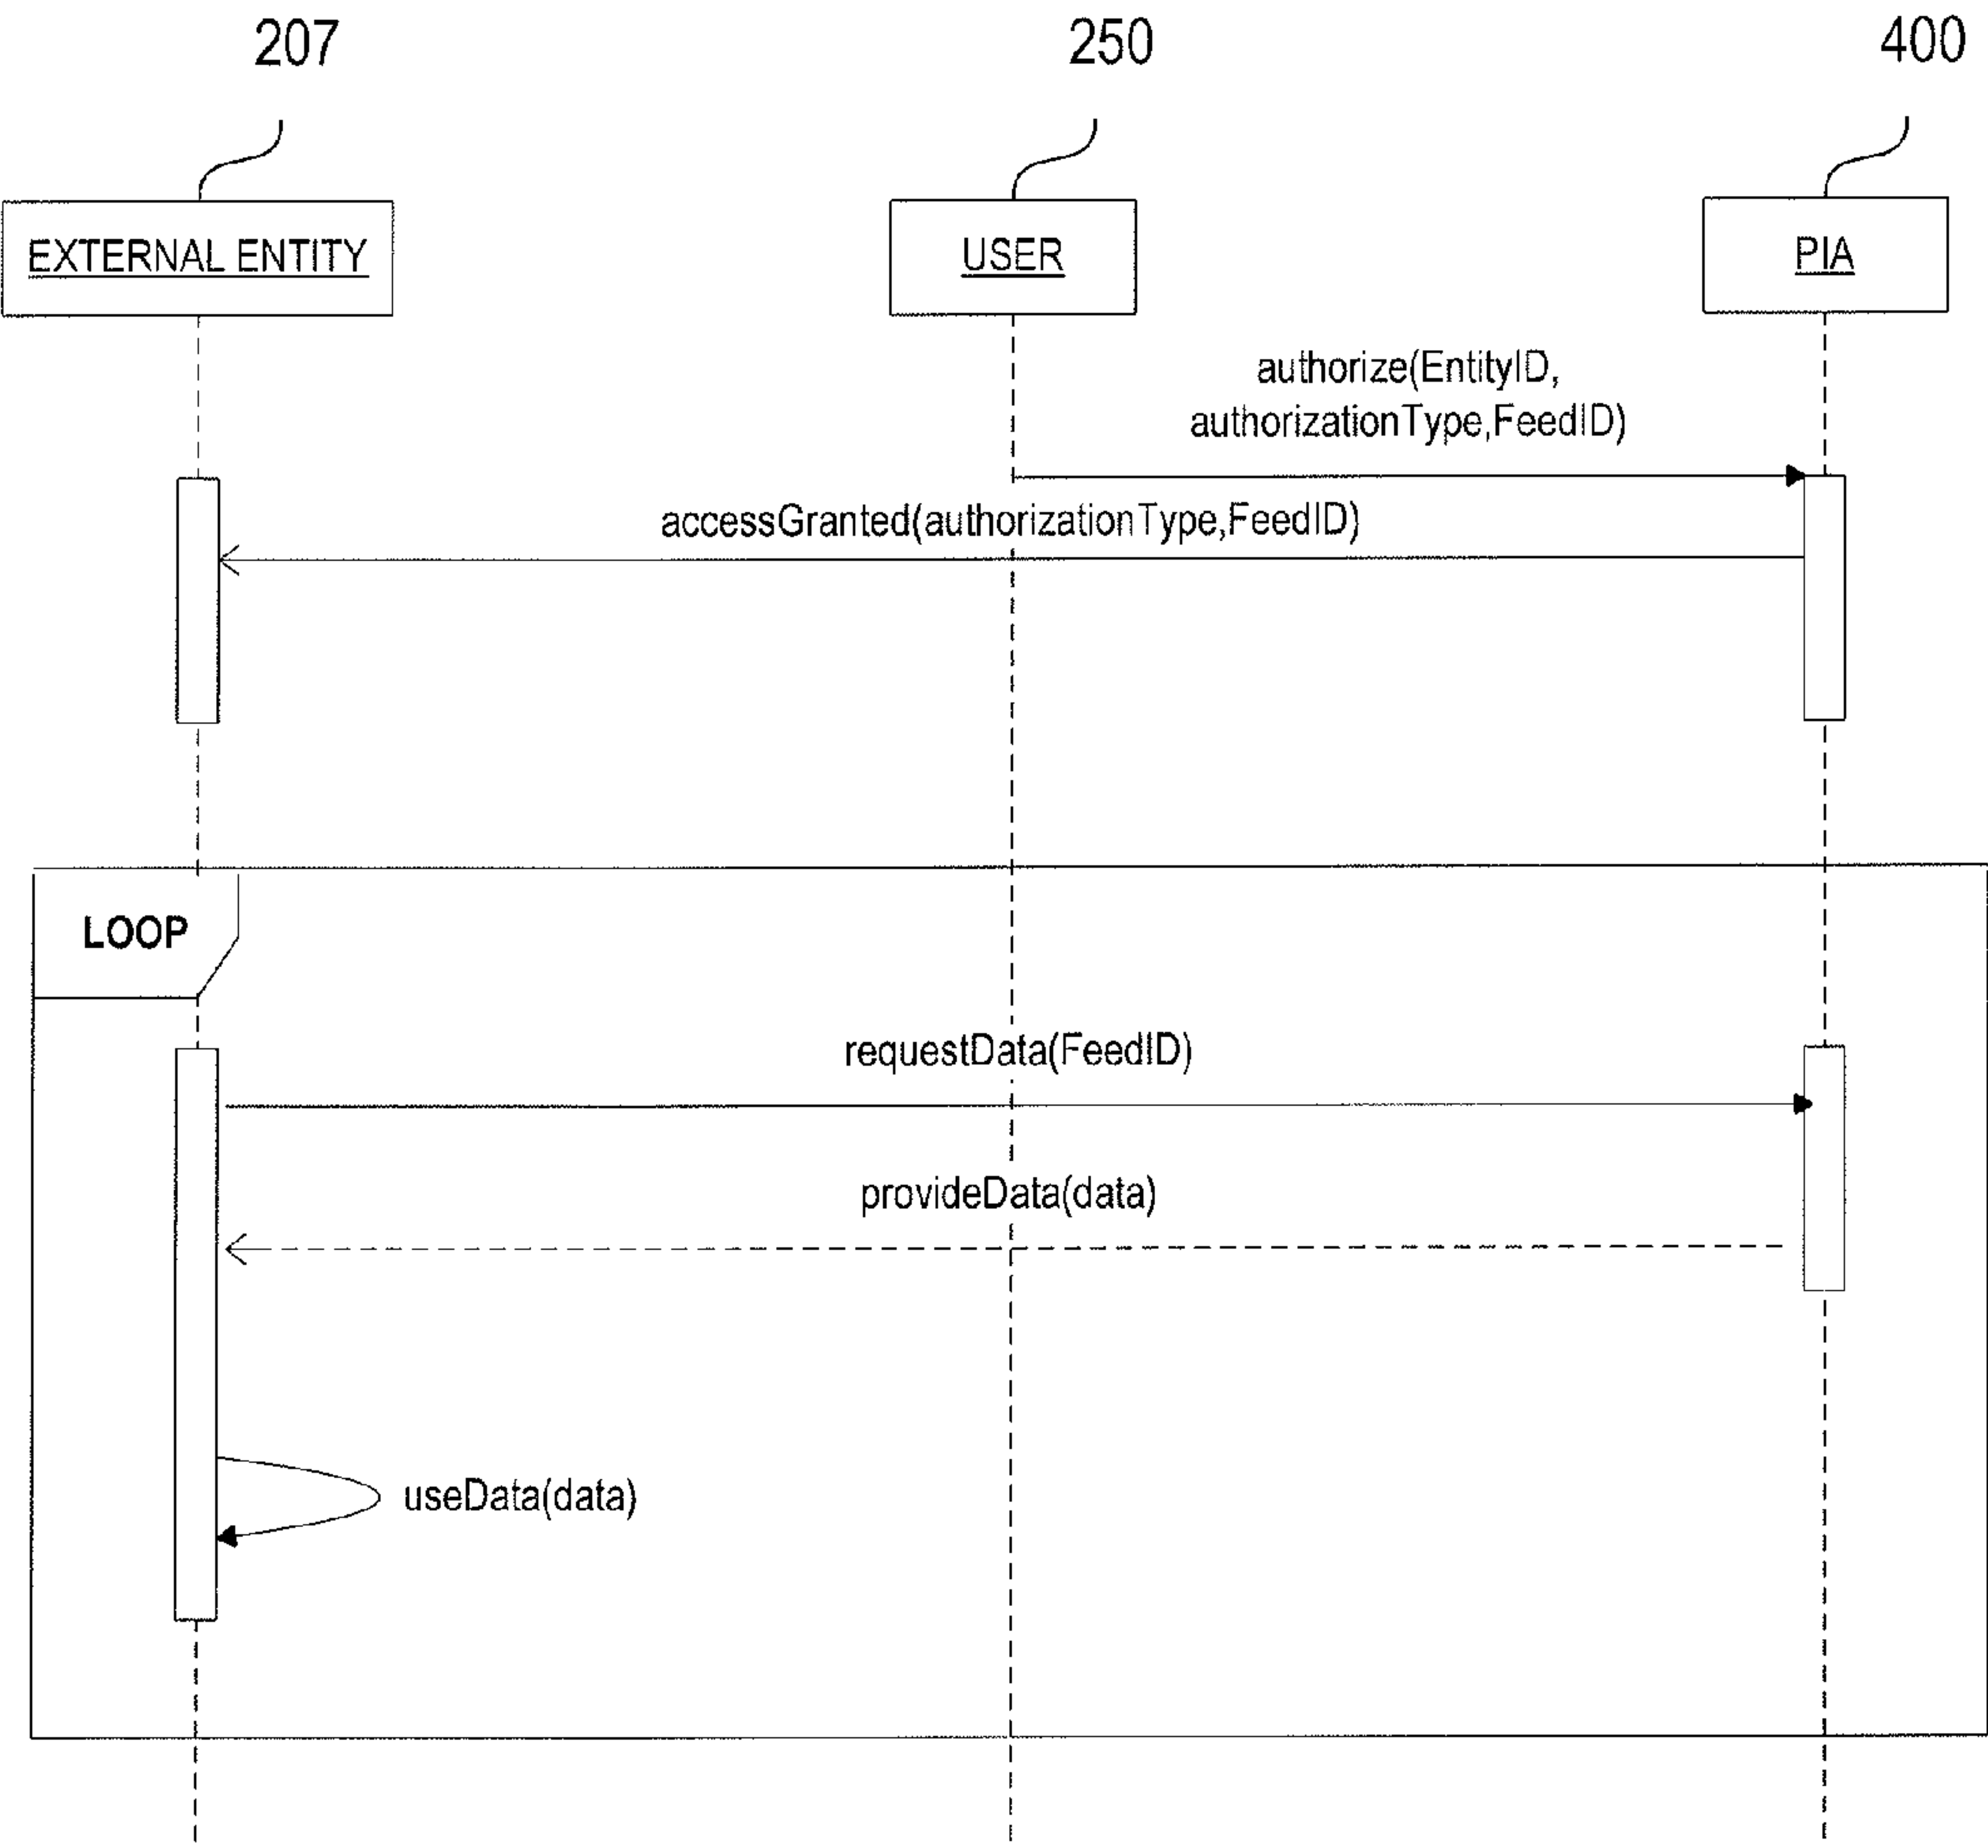 207
250
400
EXTERNAL ENTITY
USER
PIA
authorize(EntityID,
authorizationType,FeedID)
accessGranted(authorizationType,FeedID)
LOOP
requestData(FeedID)
provideData(data)
useData(data)